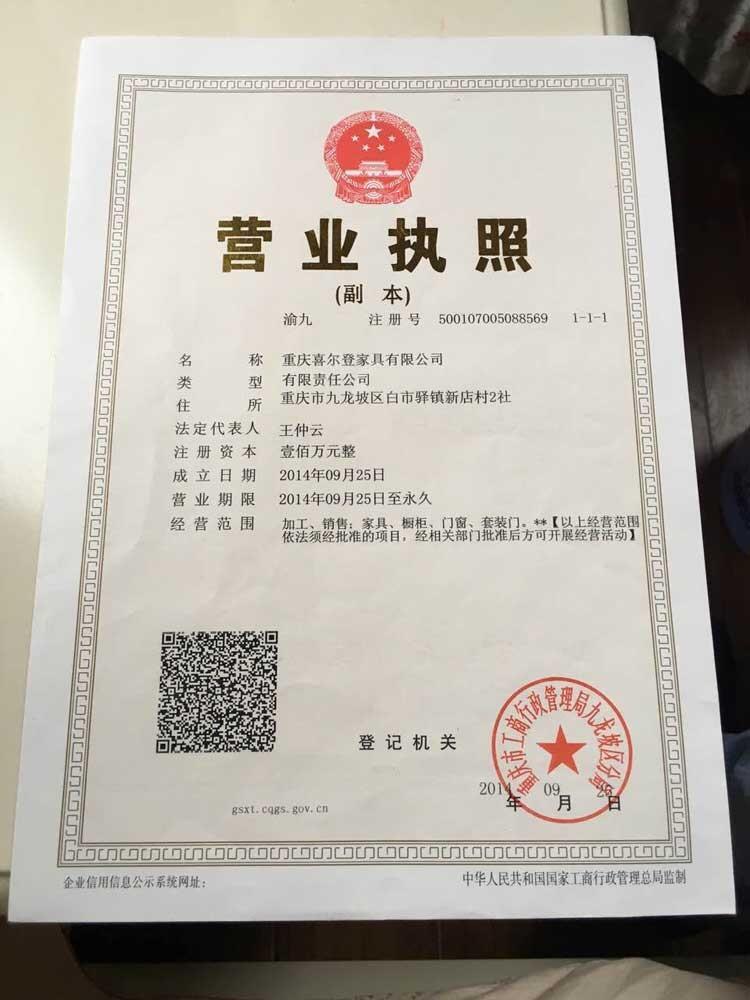 营业执照
(副 本)
渝九 注 册 号 500107005088569 1-1-1
名 称 重庆喜尔登家具有限公司
类 型 有限责任公司
住 所 重庆市九龙坡区白市驿镇新店村2社
法定代表人 王仲云
注 册 资 本 壹佰万元整
成 立 日 期 2014年09月25日
营 业 期 限 2014年09月25日至永久
经 营 范 围 加工、销售：家具、橱柜、门窗、套装门。**【以上经营范围
依法须经批准的项目，经相关部门批准后方可开展经营活动】
重庆市工商行政管理局九龙坡区分局
登 记 机 关
2014年 09月 日
gsxt.cqgs.gov.cn
企业信用信息公示系统网址：
中华人民共和国国家工商行政管理总局监制